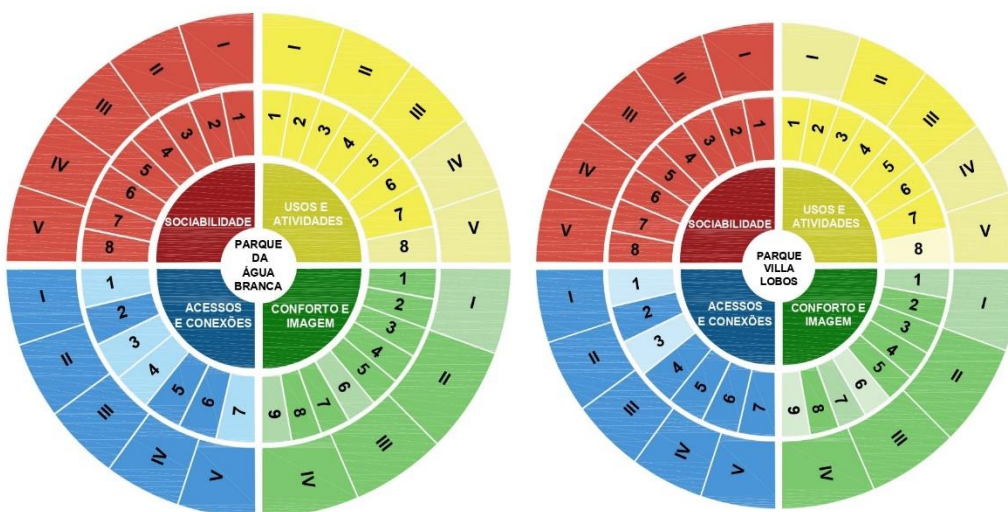 I
II
III
IV
V
1
2
3
4
5
6
7
8
SOCIABILIDADE
I
II
III
IV
V
1
2
3
4
5
6
7
8
USOS E
ATIVIDADES
PARQUE
DA
ÁGUA
BRANCA
I
II
III
IV
V
1
2
3
4
5
6
7
ACESSOS
E CONEXÕES
I
II
III
IV
1
2
3
4
5
6
7
8
9
CONFORTO E
IMAGEM
I
II
III
IV
V
1
2
3
4
5
6
7
8
SOCIABILIDADE
I
II
III
IV
V
1
2
3
4
5
6
7
8
USOS E
ATIVIDADES
PARQUE
VILLA
LOBOS
I
II
III
IV
V
1
2
3
4
5
6
7
ACESSOS
E CONEXÕES
I
II
III
IV
1
2
3
4
5
6
7
8
9
CONFORTO E
IMAGEM